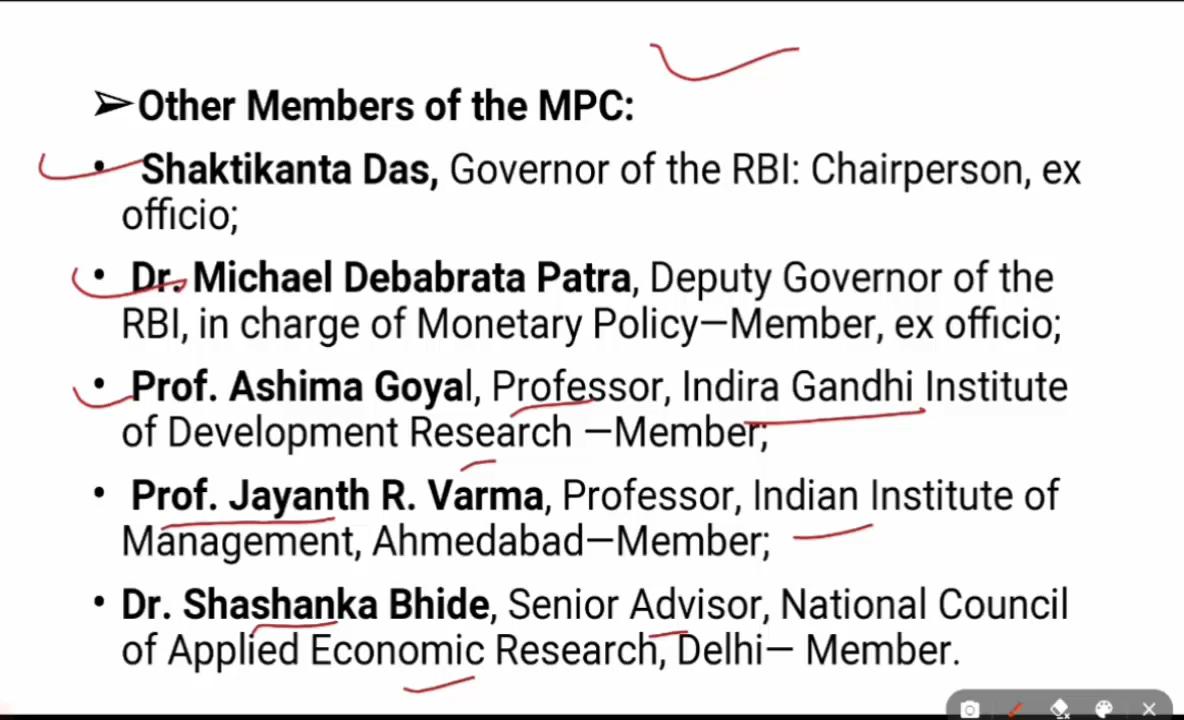 ➢Other Members of the MPC:
• Shaktikanta Das, Governor of the RBI: Chairperson, ex
officio;
• Dr. Michael Debabrata Patra, Deputy Governor of the
RBI, in charge of Monetary Policy—Member, ex officio;
• Prof. Ashima Goyal, Professor, Indira Gandhi Institute
of Development Research —Member;
• Prof. Jayanth R. Varma, Professor, Indian Institute of
Management, Ahmedabad—Member;
• Dr. Shashanka Bhide, Senior Advisor, National Council
of Applied Economic Research, Delhi— Member.